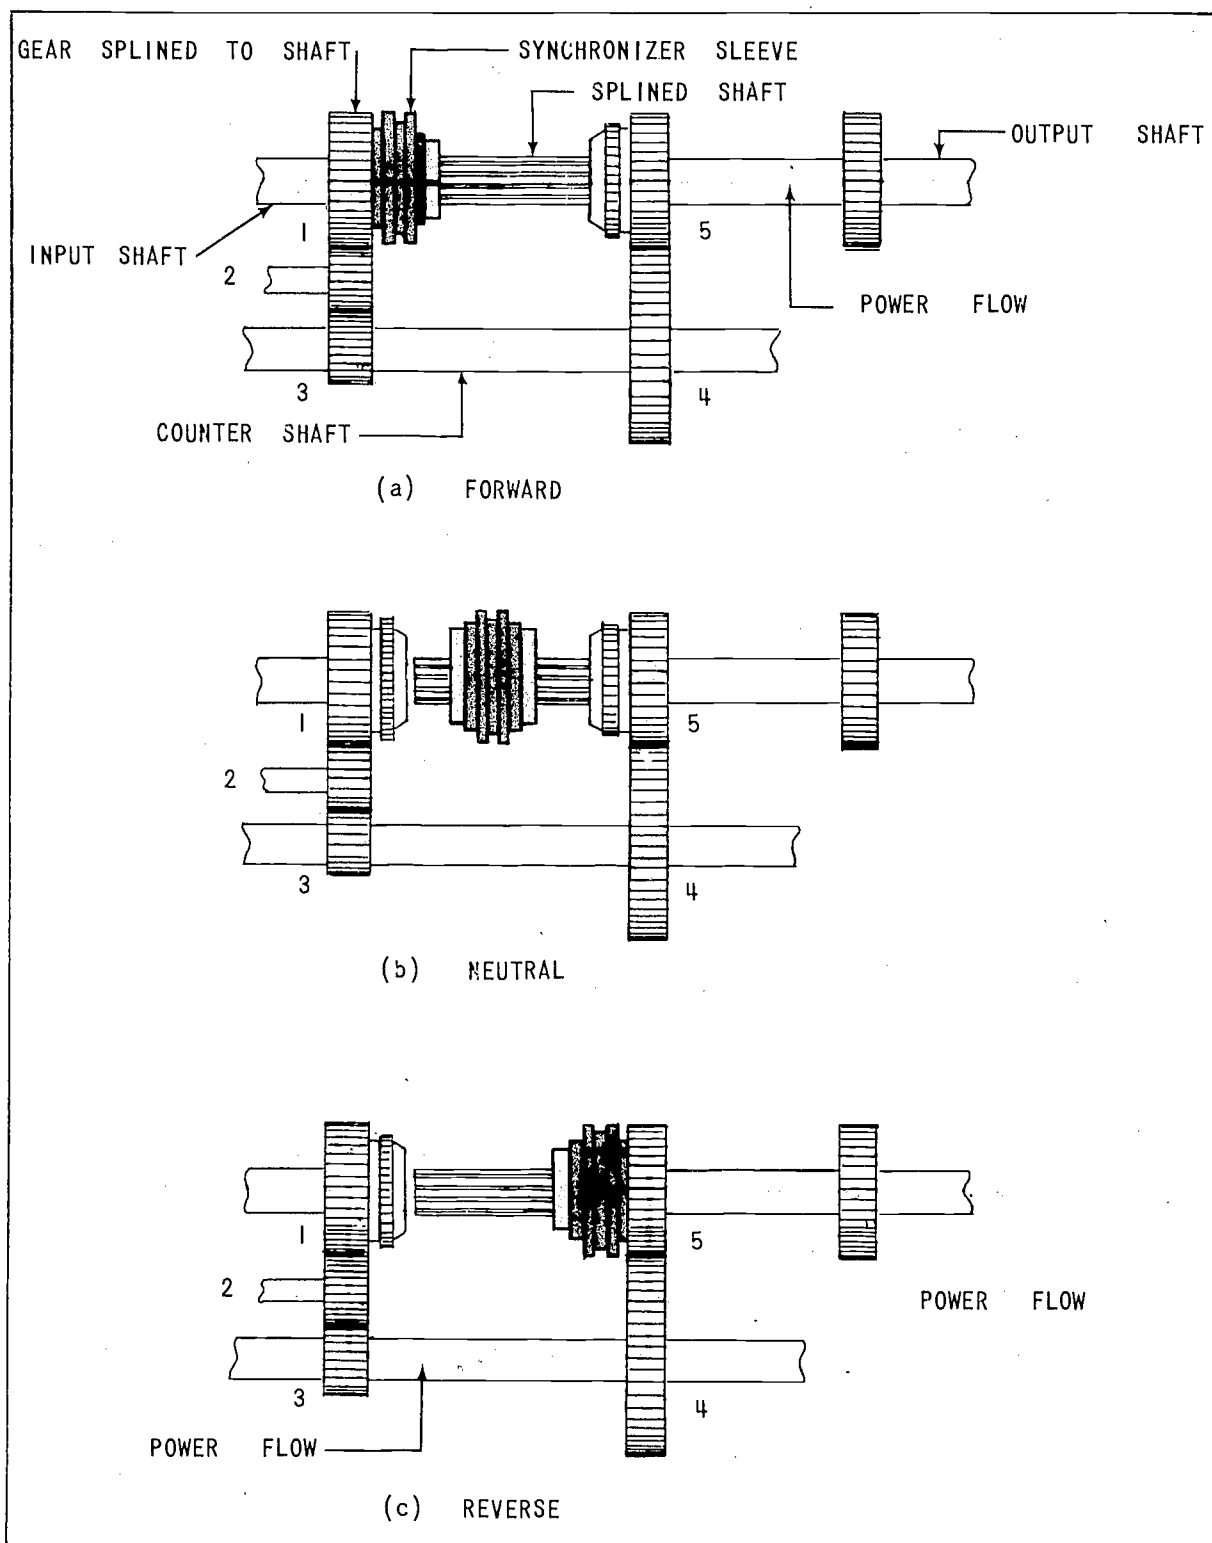 GEAR SPLINED TO SHAFT
SYNCHRONIZER SLEEVE
SPLINED SHAFT
OUTPUT SHAFT
1
5
INPUT SHAFT
2
POWER FLOW
3
4
COUNTER SHAFT
(a) FORWARD
1
5
2
3
4
(b) NEUTRAL
1
5
2
POWER FLOW
3
4
POWER FLOW
(c) REVERSE